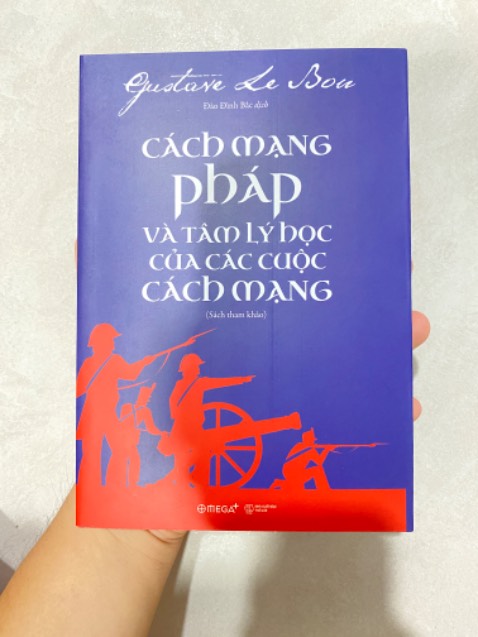 Gustave Le Bon
Đào Đình Bắc dịch
CÁCH MẠNG
PHÁP
VÀ TÂM LÝ HỌC
CỦA CÁC CUỘC
CÁCH MẠNG
(Sách tham khảo)
OMEGA+